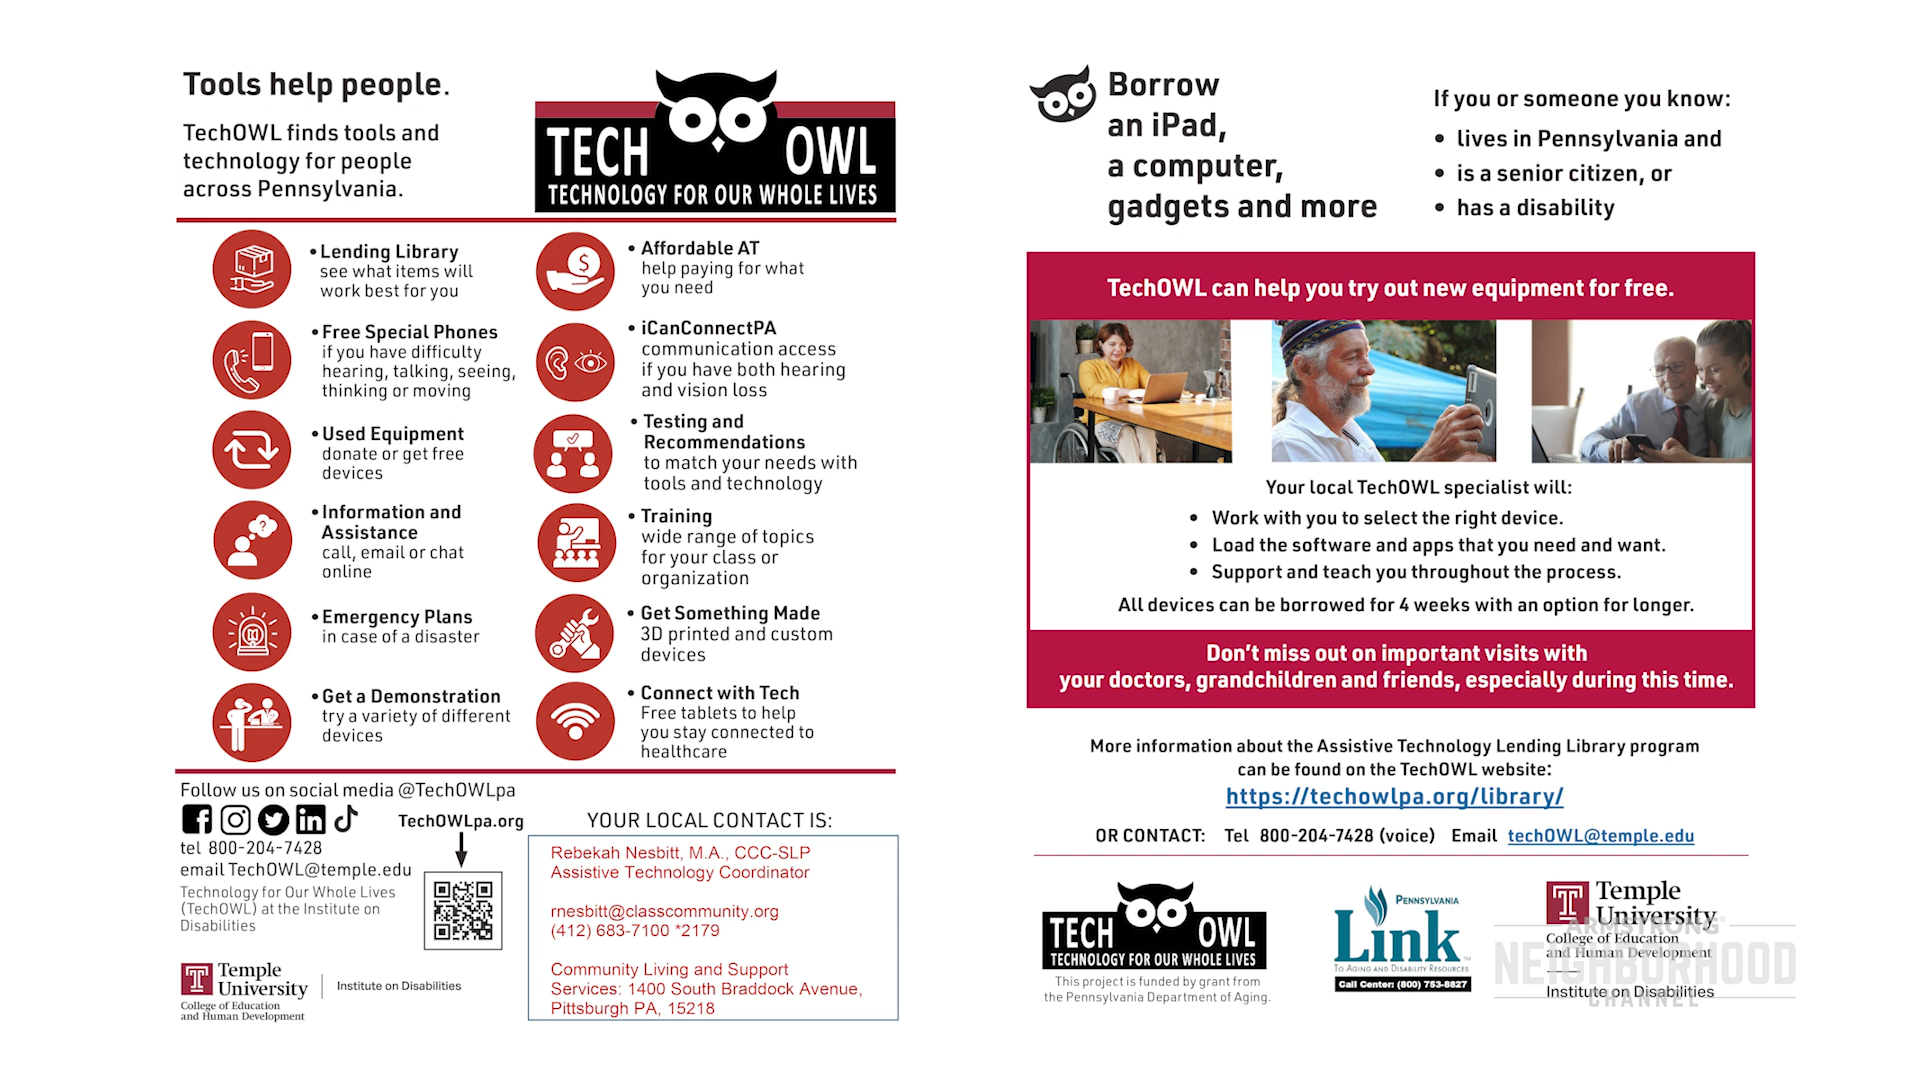 Tools help people.
TechOWL finds tools and
technology for people
across Pennsylvania.
TECH OWL
TECHNOLOGY FOR OUR WHOLE LIVES
• Lending Library
see what items will
work best for you
• Free Special Phones
if you have difficulty
hearing, talking, seeing,
thinking or moving
• Used Equipment
donate or get free
devices
• Information and
Assistance
call, email or chat
online
• Emergency Plans
in case of a disaster
• Get a Demonstration
try a variety of different
devices
• Affordable AT
help paying for what
you need
• iCanConnectPA
communication access
if you have both hearing
and vision loss
• Testing and
Recommendations
to match your needs with
tools and technology
• Training
wide range of topics
for your class or
organization
• Get Something Made
3D printed and custom
devices
• Connect with Tech
Free tablets to help
you stay connected to
healthcare
Follow us on social media @TechOWLpa
TechOWLpa.org
tel 800-204-7428
email TechOWL@temple.edu
Technology for Our Whole Lives
(TechOWL) at the Institute on
Disabilities
Temple
University
College of Education
and Human Development
Institute on Disabilities
YOUR LOCAL CONTACT IS:
Rebekah Nesbitt, M.A., CCC-SLP
Assistive Technology Coordinator
rnesbitt@classcommunity.org
(412) 683-7100 *2179
Community Living and Support
Services: 1400 South Braddock Avenue,
Pittsburgh PA, 15218
Borrow
an iPad,
a computer,
gadgets and more
If you or someone you know:
• lives in Pennsylvania and
• is a senior citizen, or
• has a disability
TechOWL can help you try out new equipment for free.
Your local TechOWL specialist will:
• Work with you to select the right device.
• Load the software and apps that you need and want.
• Support and teach you throughout the process.
All devices can be borrowed for 4 weeks with an option for longer.
Don't miss out on important visits with
your doctors, grandchildren and friends, especially during this time.
More information about the Assistive Technology Lending Library program
can be found on the TechOWL website:
https://techowlpa.org/library/
OR CONTACT: Tel 800-204-7428 (voice) Email techOWL@temple.edu
TECH OWL
TECHNOLOGY FOR OUR WHOLE LIVES
This project is funded by grant from
the Pennsylvania Department of Aging.
PENNSYLVANIA
Link
TO AGING AND DISABILITY RESOURCES
Call Center: (800) 753-8827
Temple
University
College of Education
and Human Development
Institute on Disabilities
ARMSTRONG
NEIGHBORHOOD
CHANNEL